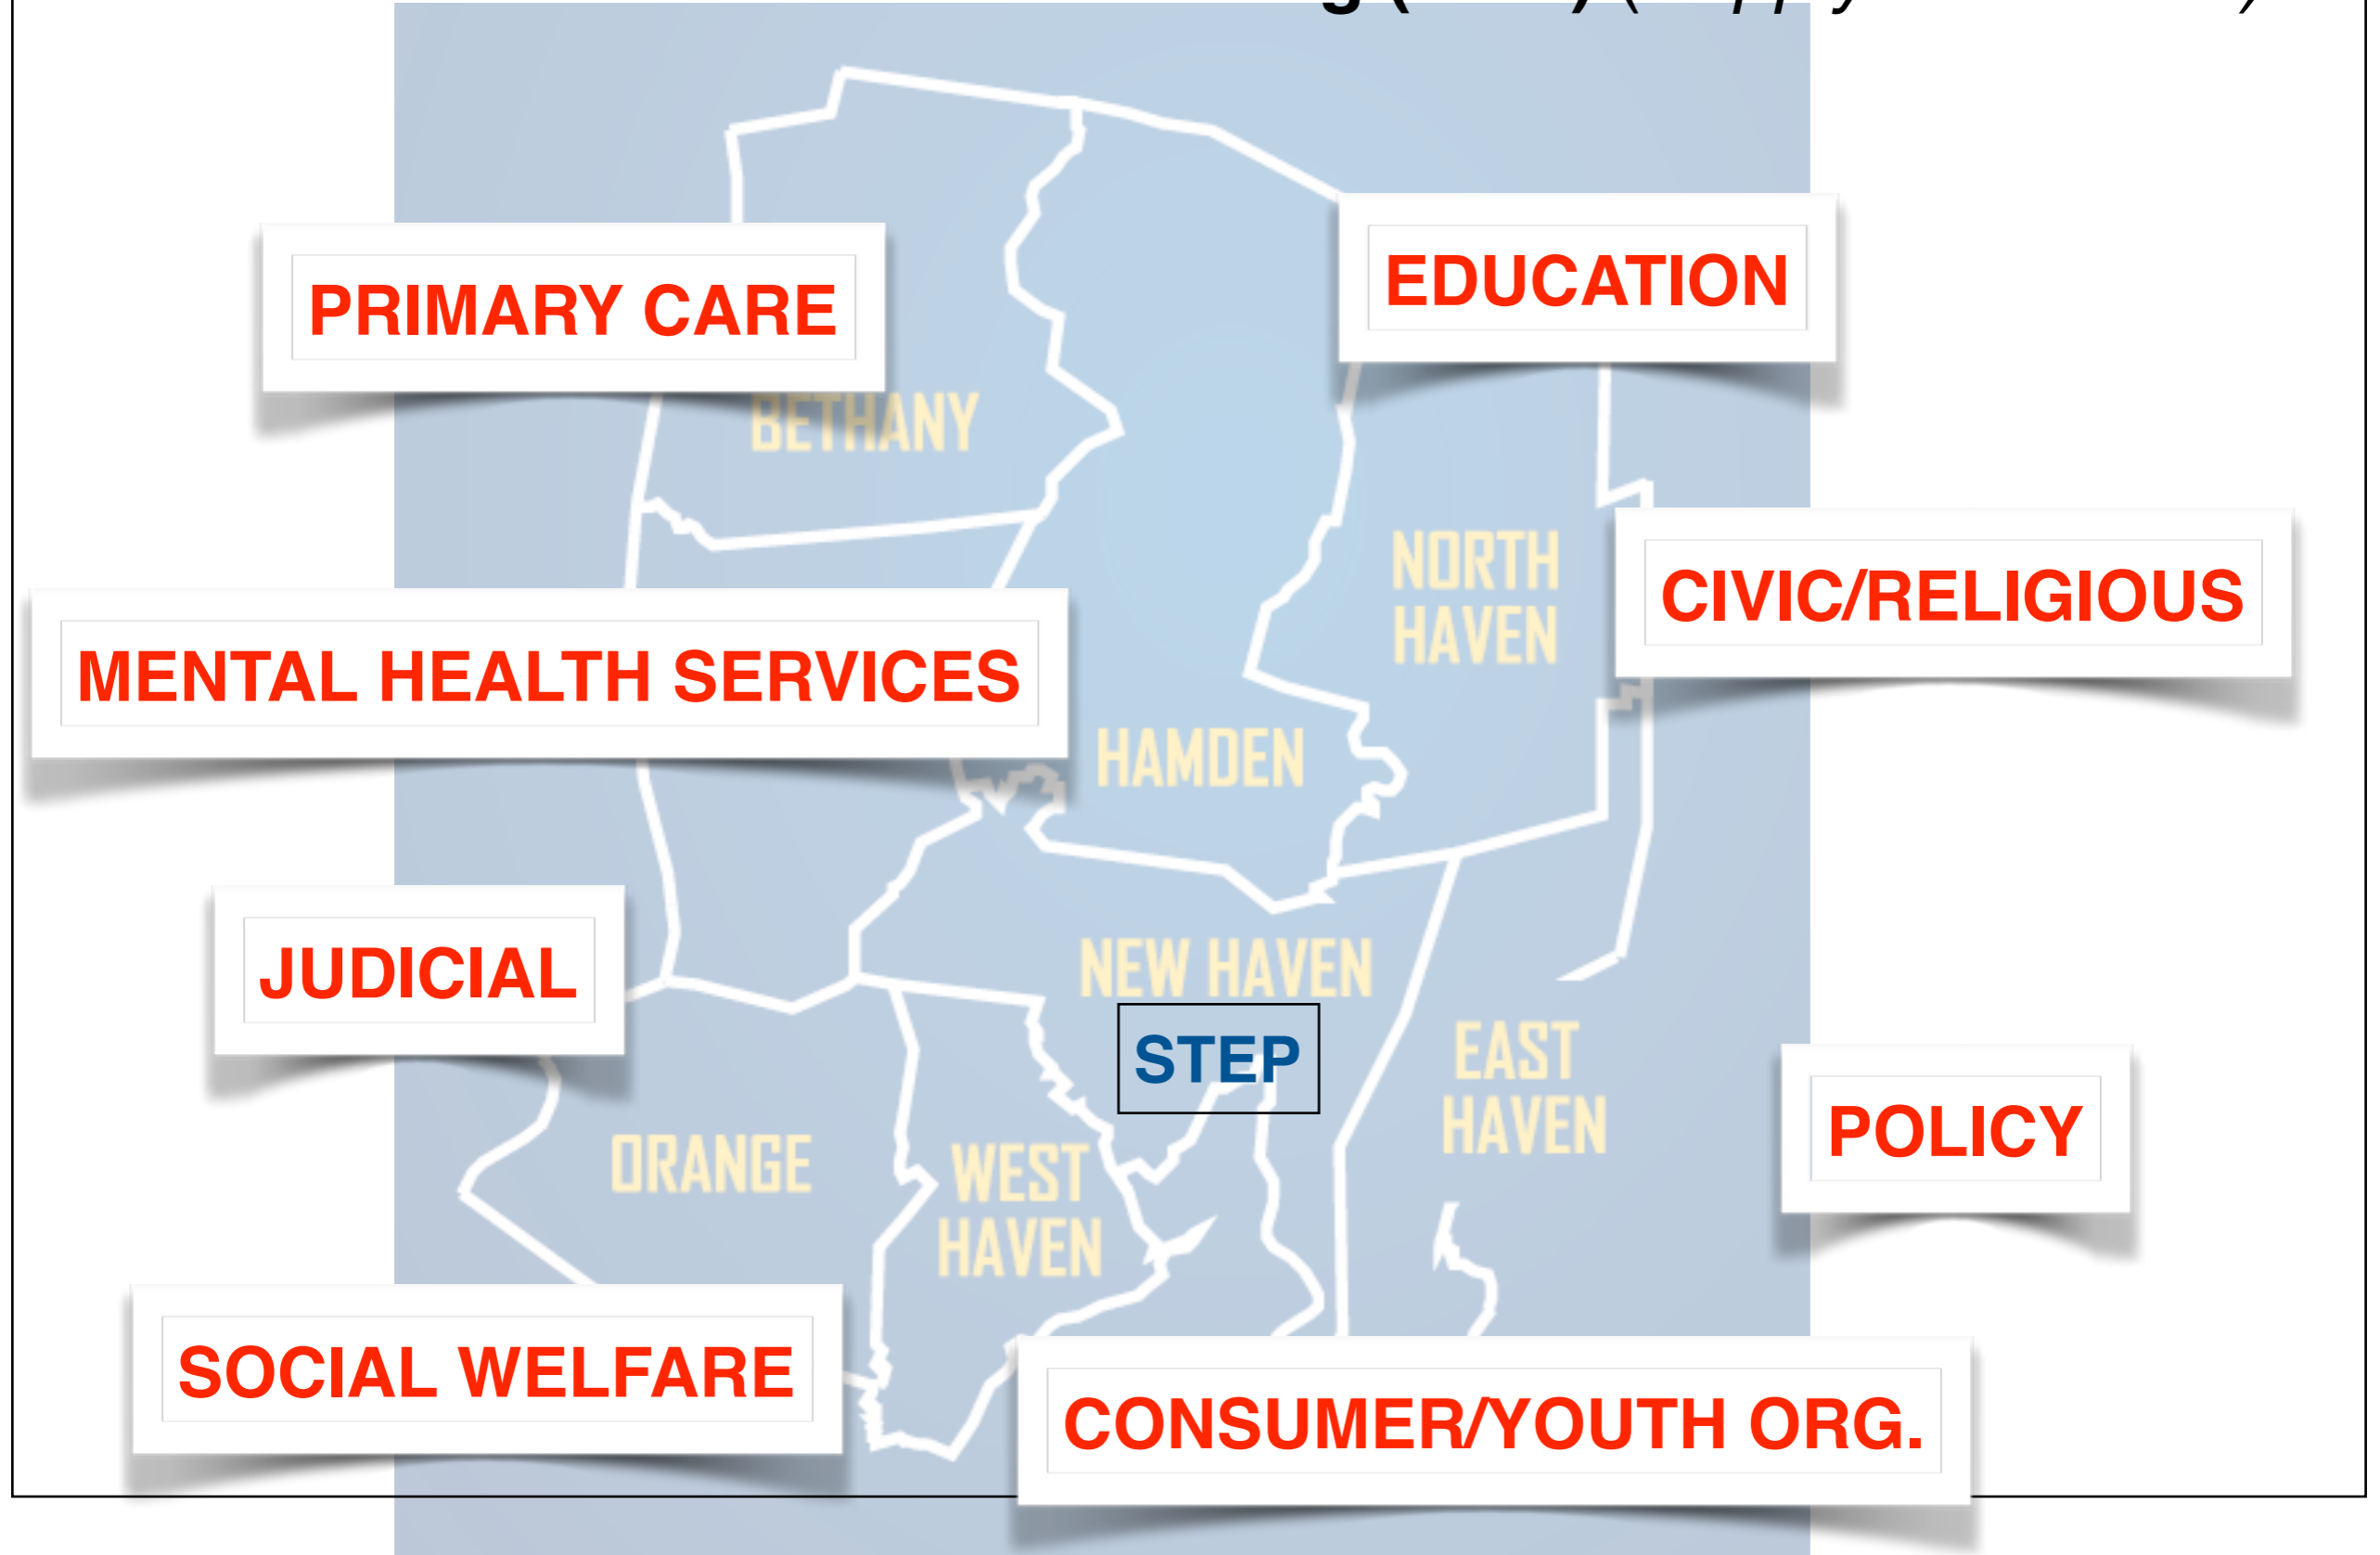 EDUCATION
PRIMARY CARE
BETHANY
NORTH
HAVEN
CIVIC/RELIGIOUS
MENTAL HEALTH SERVICES
HAMDEN
JUDICIAL
NEW HAVEN
STEP
EAST
HAVEN
POLICY
ORANGE
WEST
HAVEN
SOCIAL WELFARE
CONSUMER/YOUTH ORG.